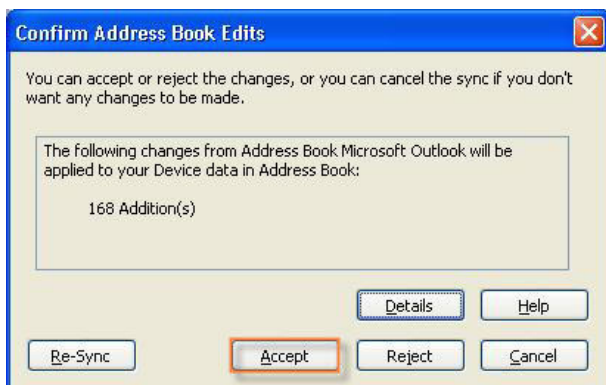 Confirm Address Book Edits
You can accept or reject the changes, or you can cancel the sync if you don't
want any changes to be made.
The following changes from Address Book Microsoft Outlook will be
applied to your Device data in Address Book:
168 Addition(s)
Details Help
Re-Sync Accept Reject Cancel